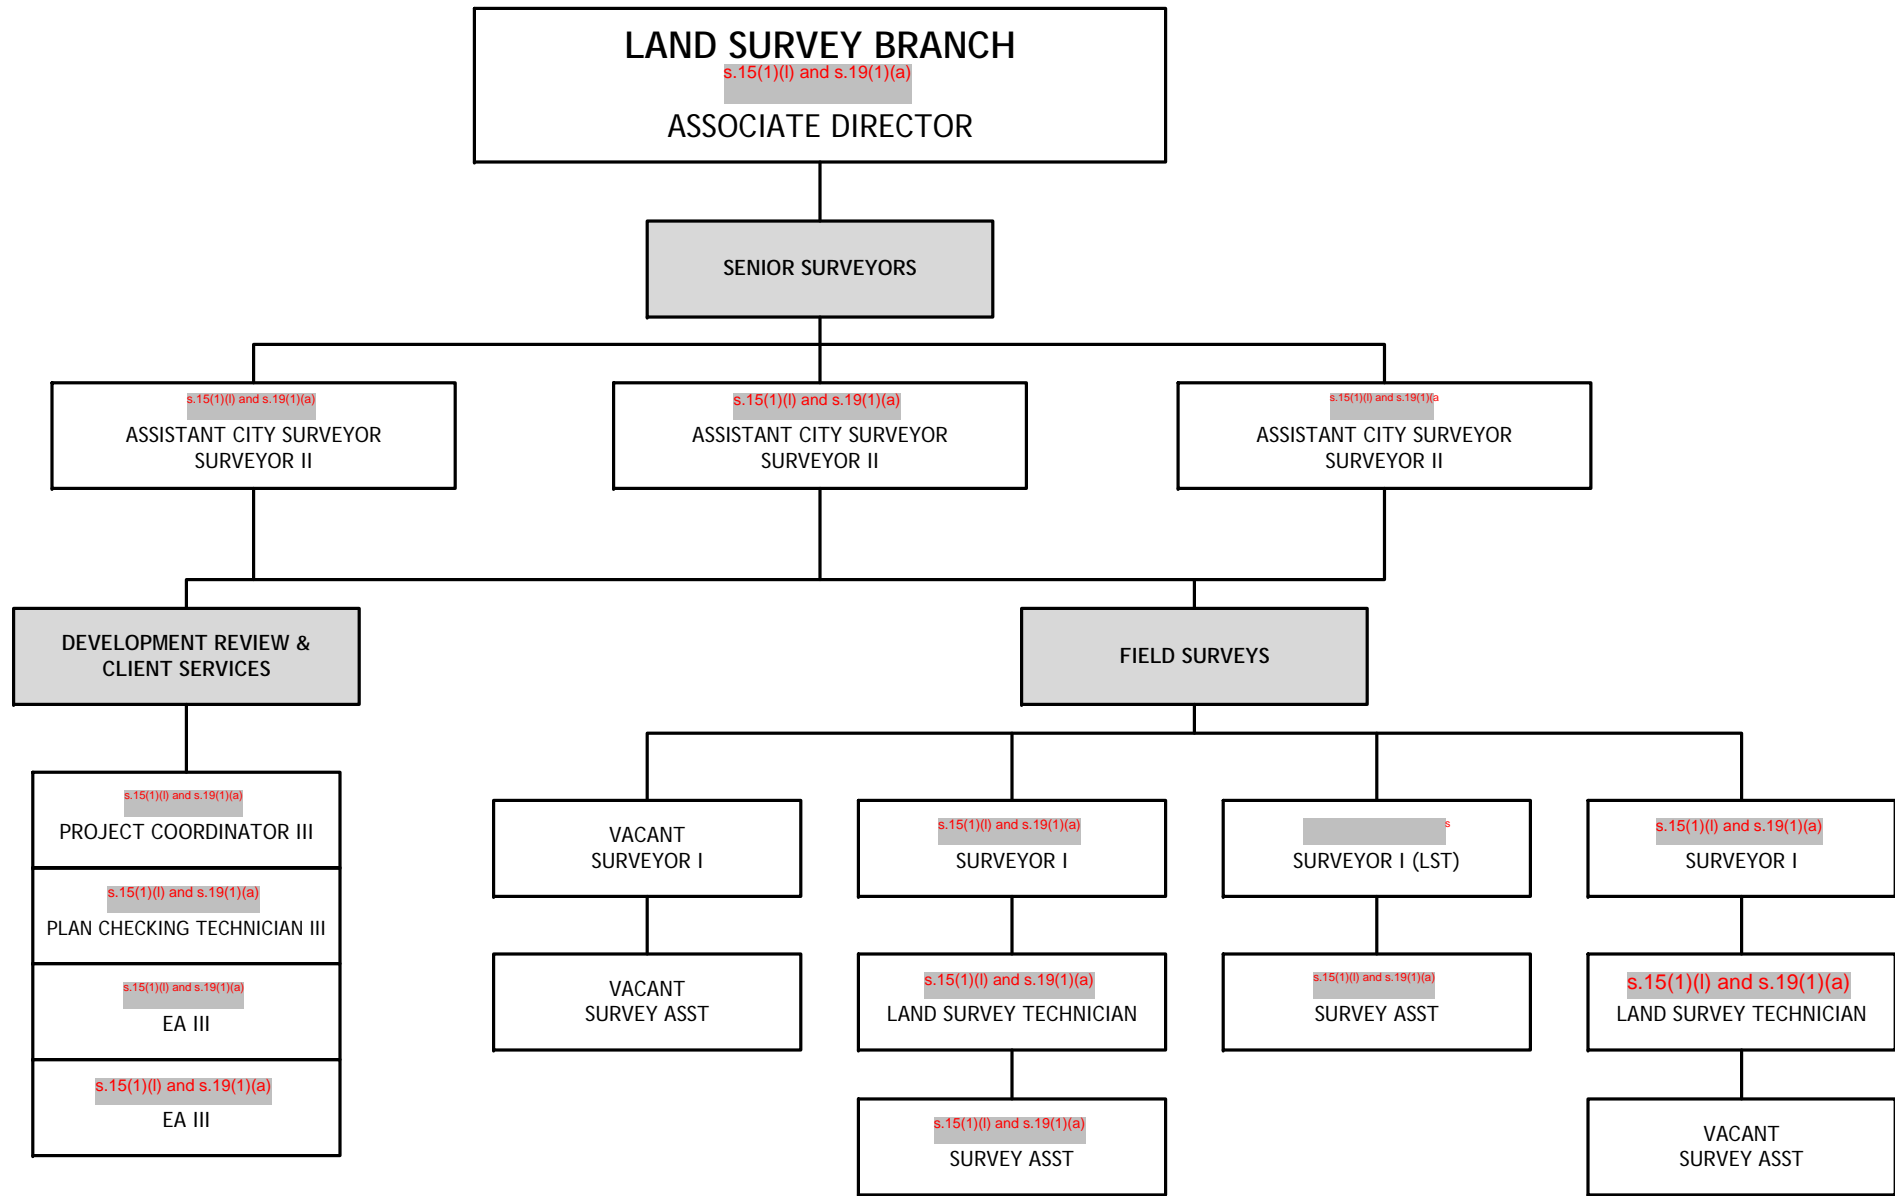 LAND SURVEY BRANCH
s.15(1)(l) and s.19(1)(a)
ASSOCIATE DIRECTOR
SENIOR SURVEYORS
s.15(1)(l) and s.19(1)(a)
ASSISTANT CITY SURVEYOR
SURVEYOR II
s.15(1)(l) and s.19(1)(a)
ASSISTANT CITY SURVEYOR
SURVEYOR II
s.15(1)(l) and s.19(1)(a
ASSISTANT CITY SURVEYOR
SURVEYOR II
DEVELOPMENT REVIEW &
CLIENT SERVICES
s.15(1)(l) and s.19(1)(a)
PROJECT COORDINATOR III
s.15(1)(l) and s.19(1)(a)
PLAN CHECKING TECHNICIAN III
s.15(1)(l) and s.19(1)(a)
EA III
s.15(1)(l) and s.19(1)(a)
EA III
FIELD SURVEYS
VACANT
SURVEYOR I
VACANT
SURVEY ASST
s.15(1)(l) and s.19(1)(a)
SURVEYOR I
s.15(1)(l) and s.19(1)(a)
LAND SURVEY TECHNICIAN
s.15(1)(l) and s.19(1)(a)
SURVEY ASST
s
SURVEYOR I (LST)
s.15(1)(l) and s.19(1)(a)
SURVEY ASST
s.15(1)(l) and s.19(1)(a)
SURVEYOR I
s.15(1)(l) and s.19(1)(a)
LAND SURVEY TECHNICIAN
VACANT
SURVEY ASST